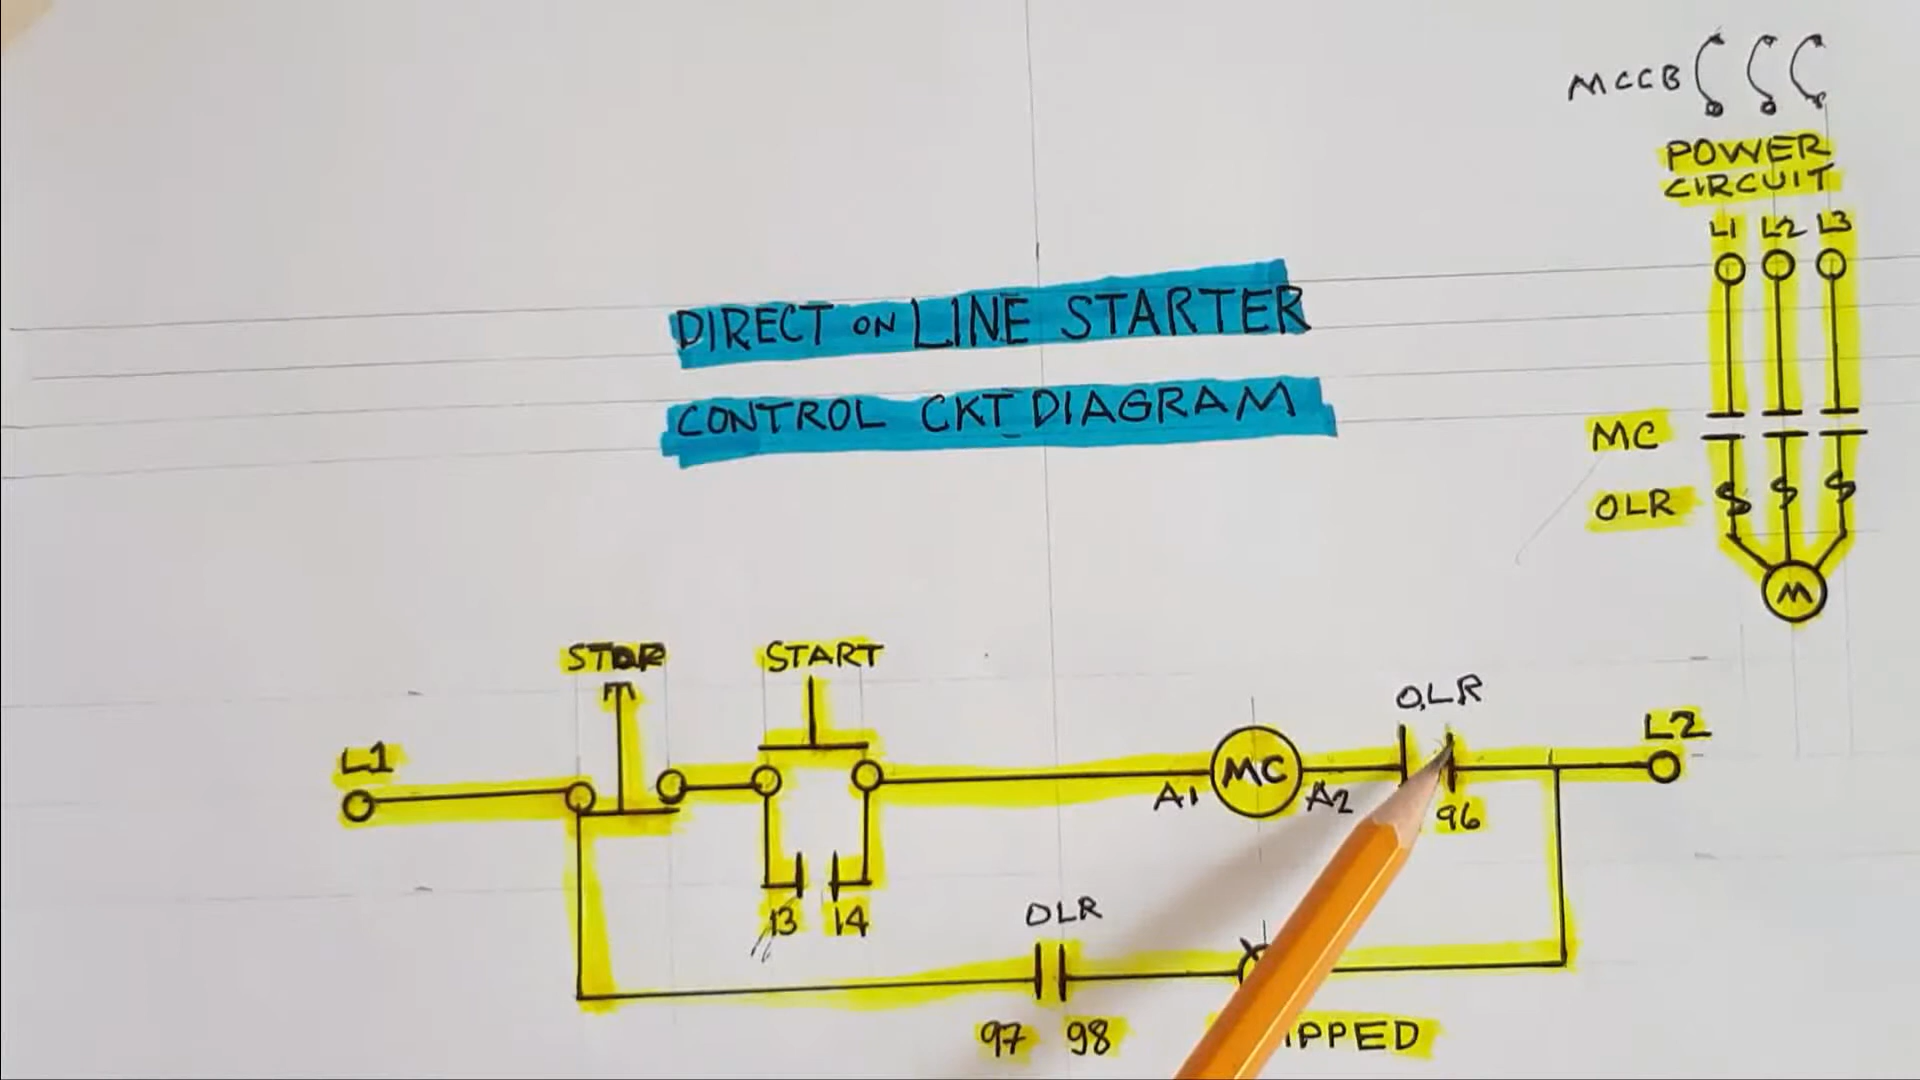 MCCB
POWER
CIRCUIT
L1 L2 L3
DIRECT ON LINE STARTER
CONTROL CKT DIAGRAM
MC
OLR
M
STOP
START
L1
MC
A1
A2
OLR
96
L2
13 14
OLR
97 98